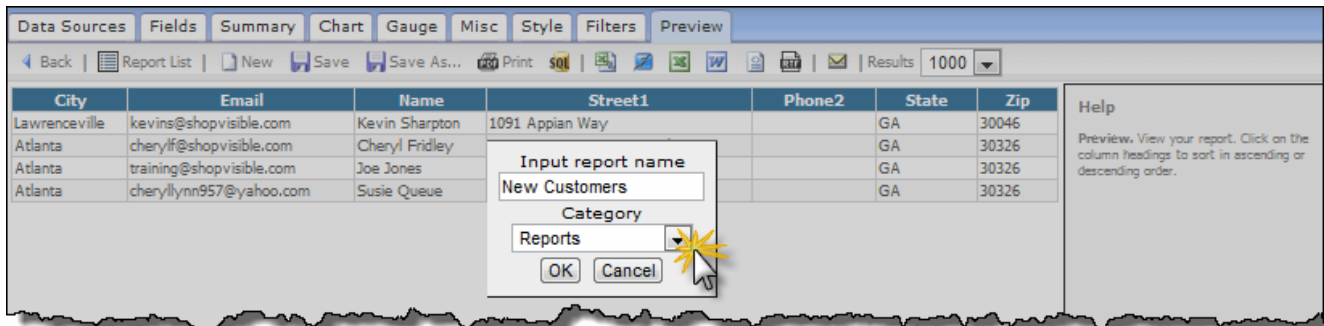 Data Sources Fields Summary Chart Gauge Misc Style Filters Preview
Back | Report List | New Save Save As... Print SQL | | Results 1000
City Email Name Street1 Phone2 State Zip
Lawrenceville kevins@shopvisible.com Kevin Sharpton 1091 Appian Way GA 30046
Atlanta cherylf@shopvisible.com Cheryl Fridley GA 30326
Atlanta training@shopvisible.com Joe Jones GA 30326
Atlanta cheryllynn957@yahoo.com Susie Queue GA 30326
Input report name
New Customers
Category
Reports
OK Cancel
Help
Preview. View your report. Click on the
column headings to sort in ascending or
descending order.